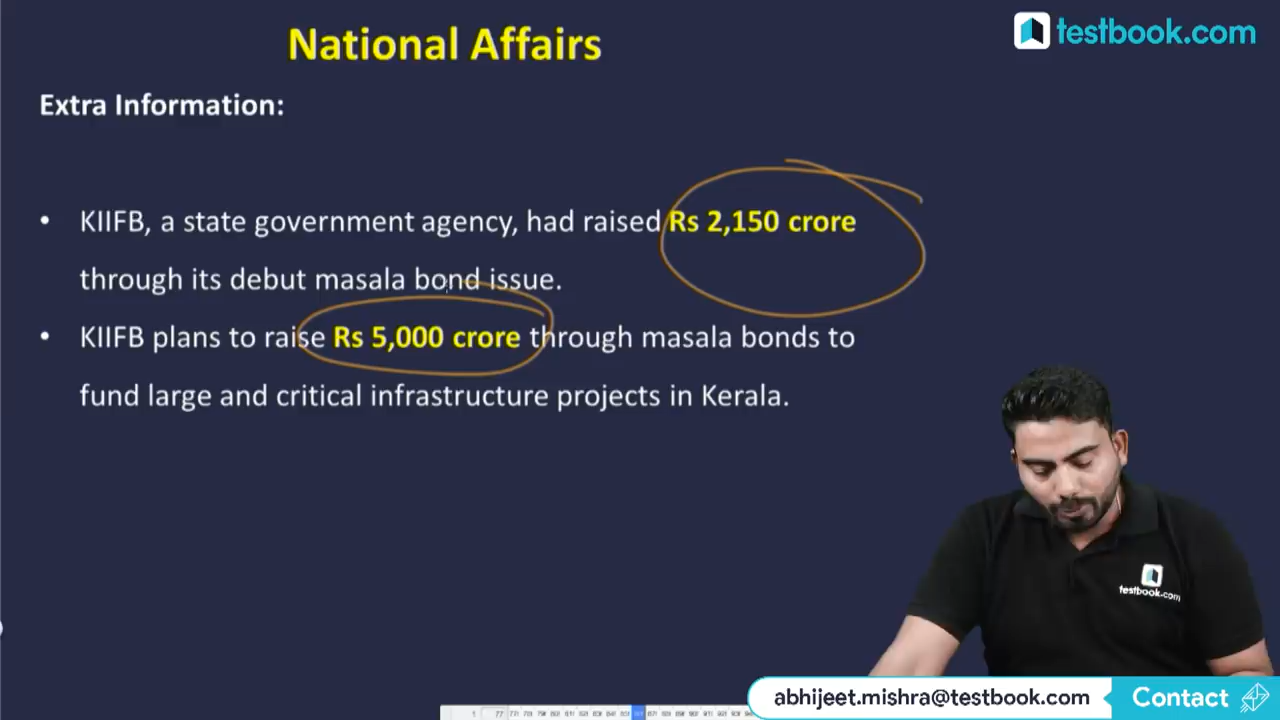 National Affairs
testbook.com
Extra Information:
• KIIFB, a state government agency, had raised Rs 2,150 crore
through its debut masala bond issue.
• KIIFB plans to raise Rs 5,000 crore through masala bonds to
fund large and critical infrastructure projects in Kerala.
testbook.com
abhijeet.mishra@testbook.com Contact
1 77